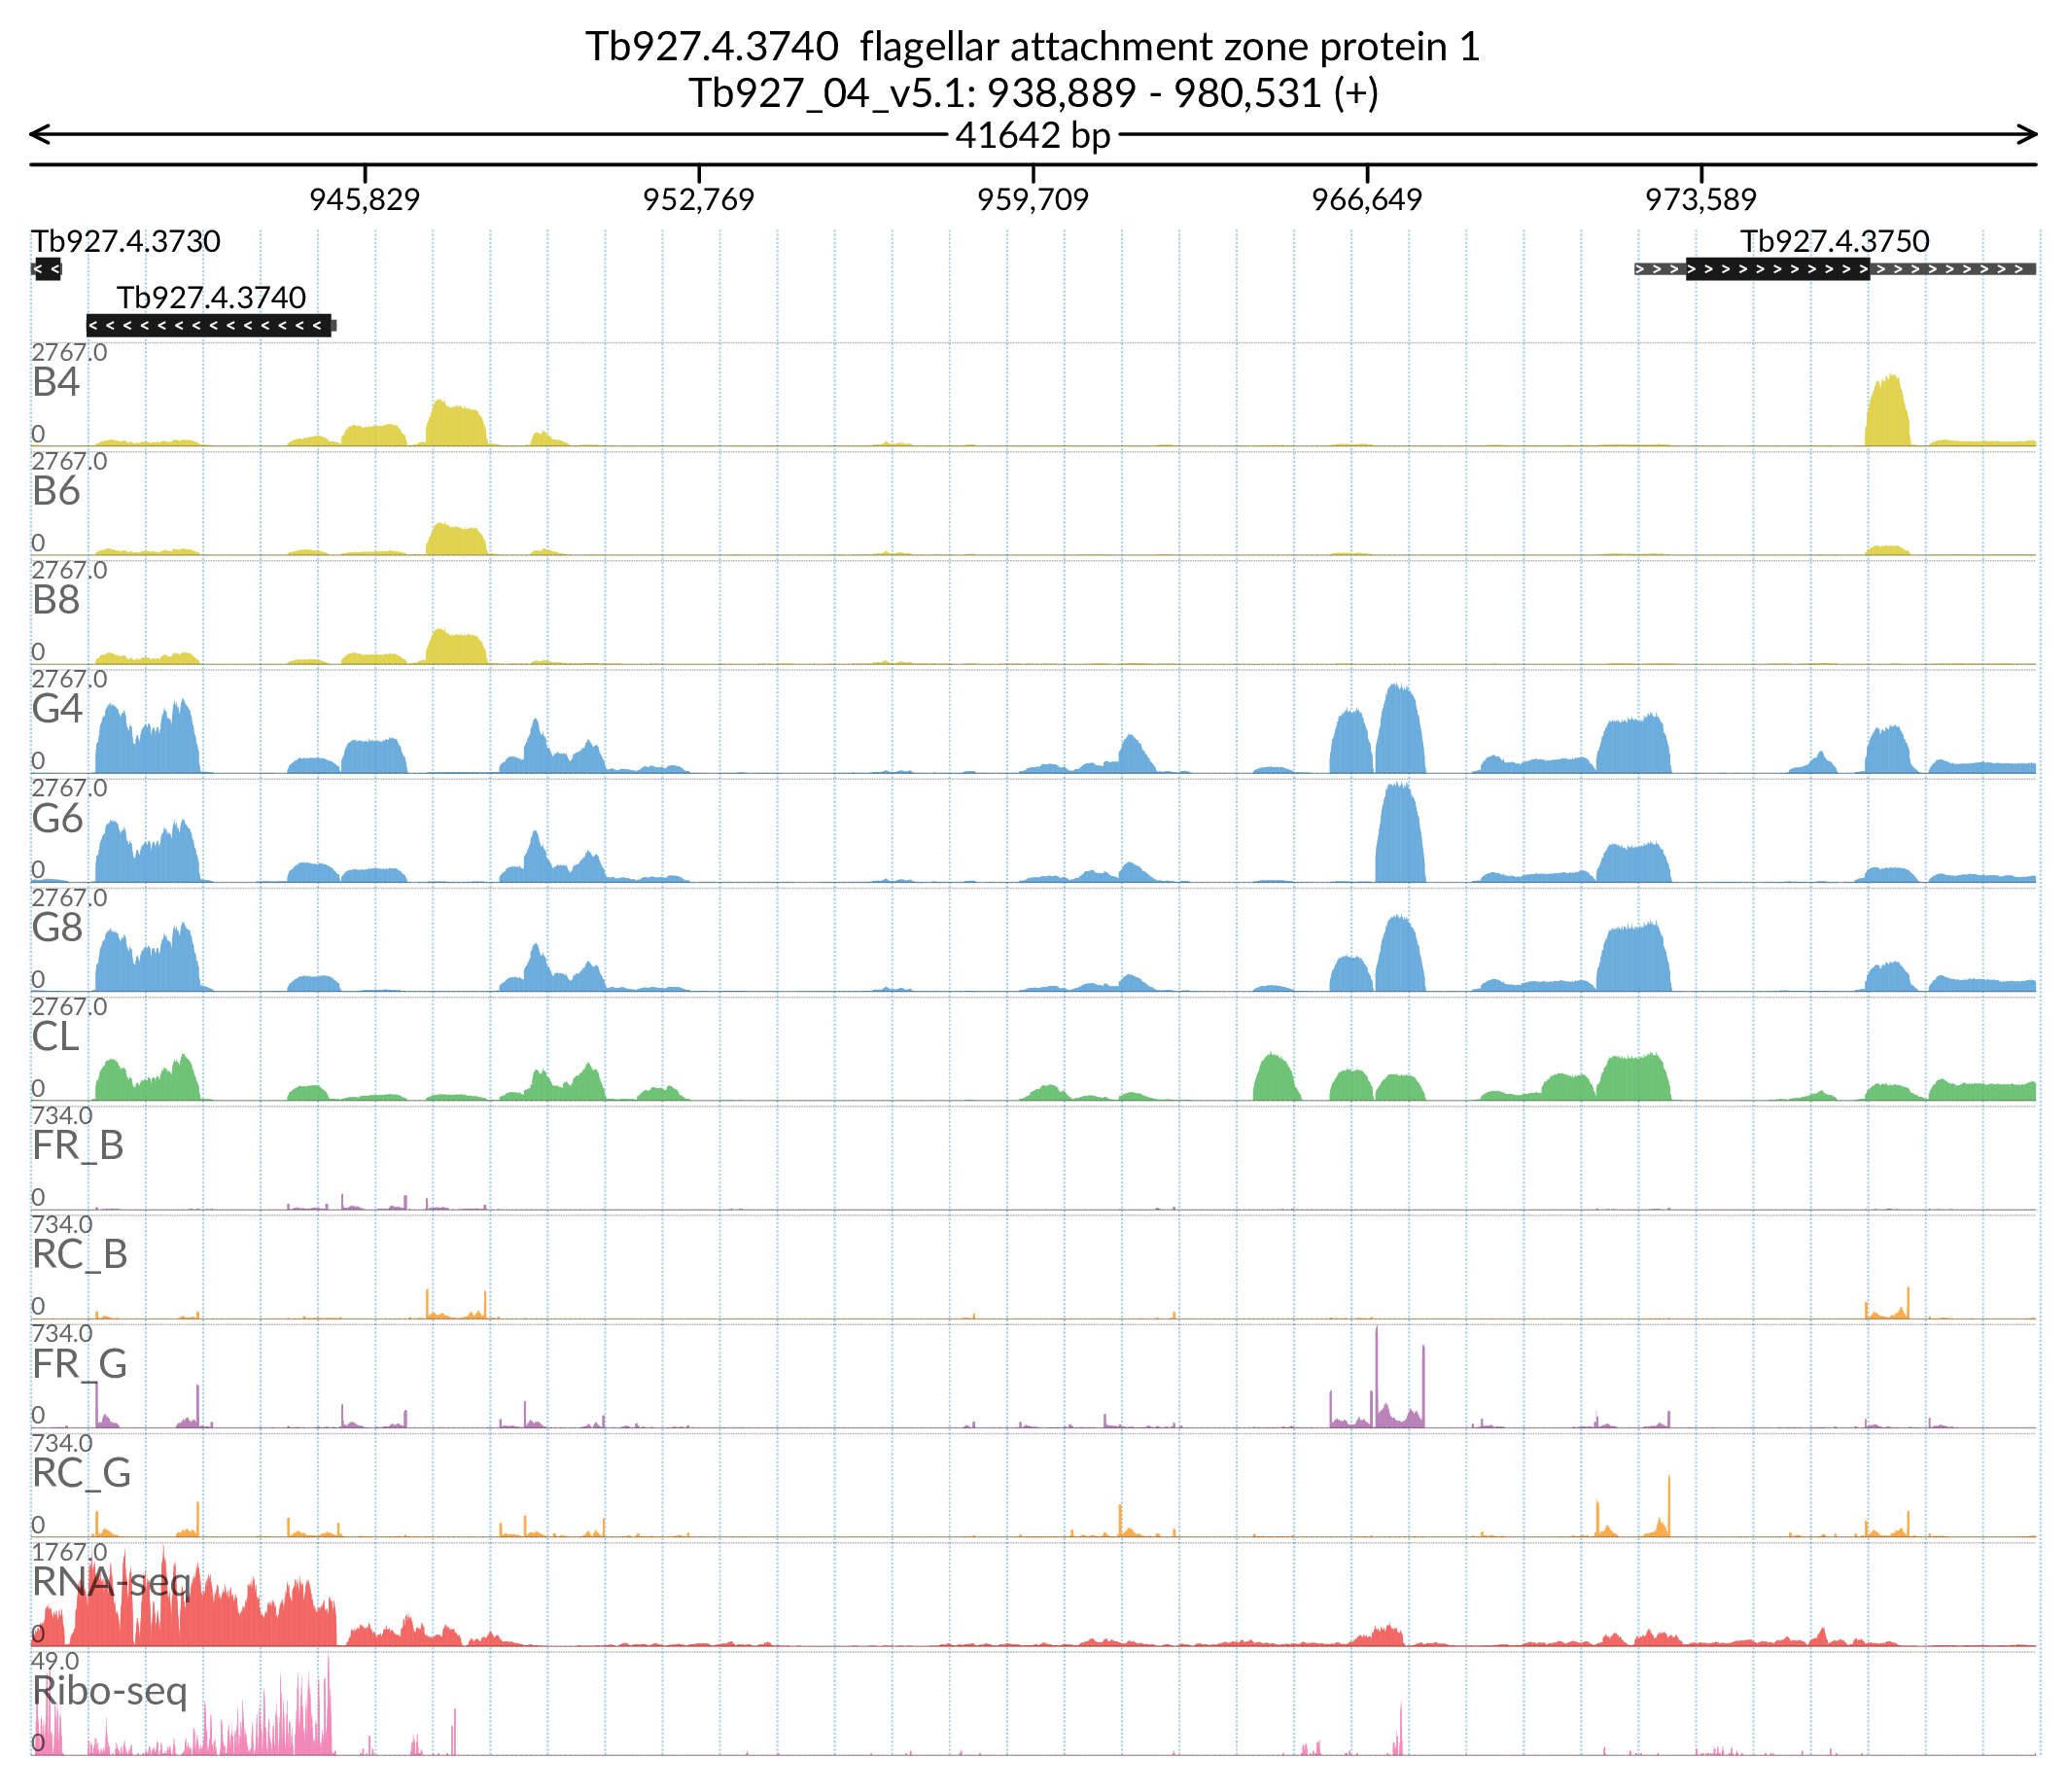 Tb927.4.3740  flagellar attachment zone protein 1
Tb927_04_v5.1: 938,889 - 980,531 (+)
41642 bp
945,829 952,769 959,709 966,649 973,589
Tb927.4.3730 Tb927.4.3750
Tb927.4.3740
2767.0
B4
0
2767.0
B6
0
2767.0
B8
0
2767.0
G4
0
2767.0
G6
0
2767.0
G8
0
2767.0
CL
0
734.0
FR_B
0
734.0
RC_B
0
734.0
FR_G
0
734.0
RC_G
0
1767.0
RNA-seq
0
49.0
Ribo-seq
0